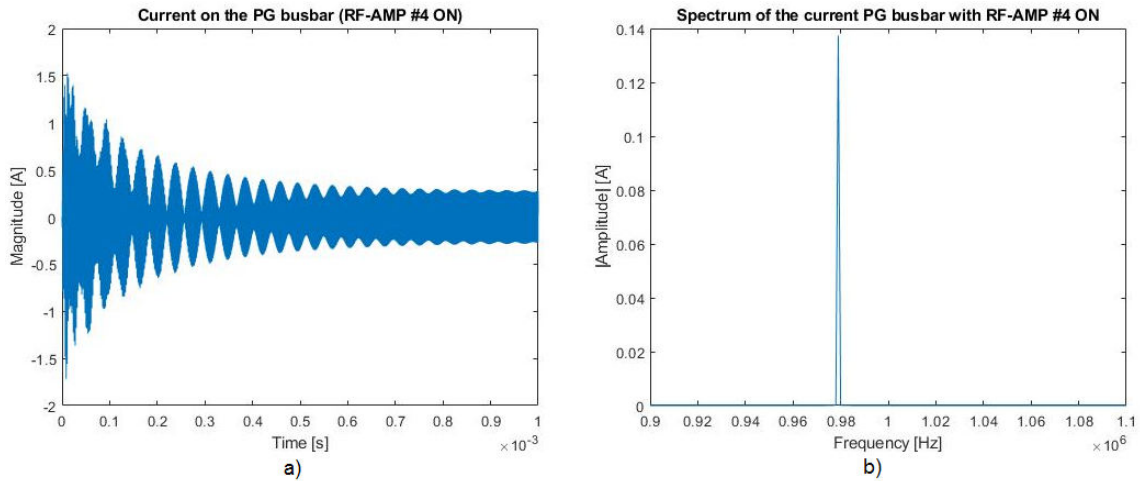 Current on the PG busbar (RF-AMP #4 ON)
2
1.5
1
0.5
0
-0.5
-1
-1.5
-2
Magnitude [A]
0 0.1 0.2 0.3 0.4 0.5 0.6 0.7 0.8 0.9 1
Time [s]
×10⁻³
a)
Spectrum of the current PG busbar with RF-AMP #4 ON
0.14
0.12
0.1
0.08
0.06
0.04
0.02
0
|Amplitude| [A]
0.9 0.92 0.94 0.96 0.98 1 1.02 1.04 1.06 1.08 1.1
Frequency [Hz]
×10⁶
b)